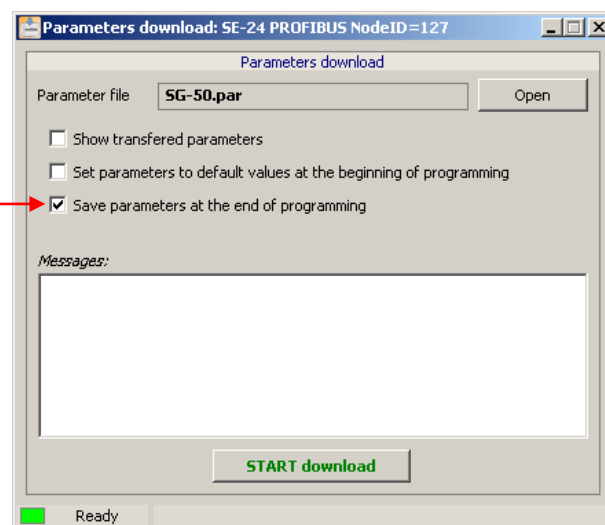 Parameters download: SE-24 PROFIBUS NodeID=127
Parameters download
Parameter file SG-50.par Open
Show transfered parameters
Set parameters to default values at the beginning of programming
Save parameters at the end of programming
Messages:
START download
Ready